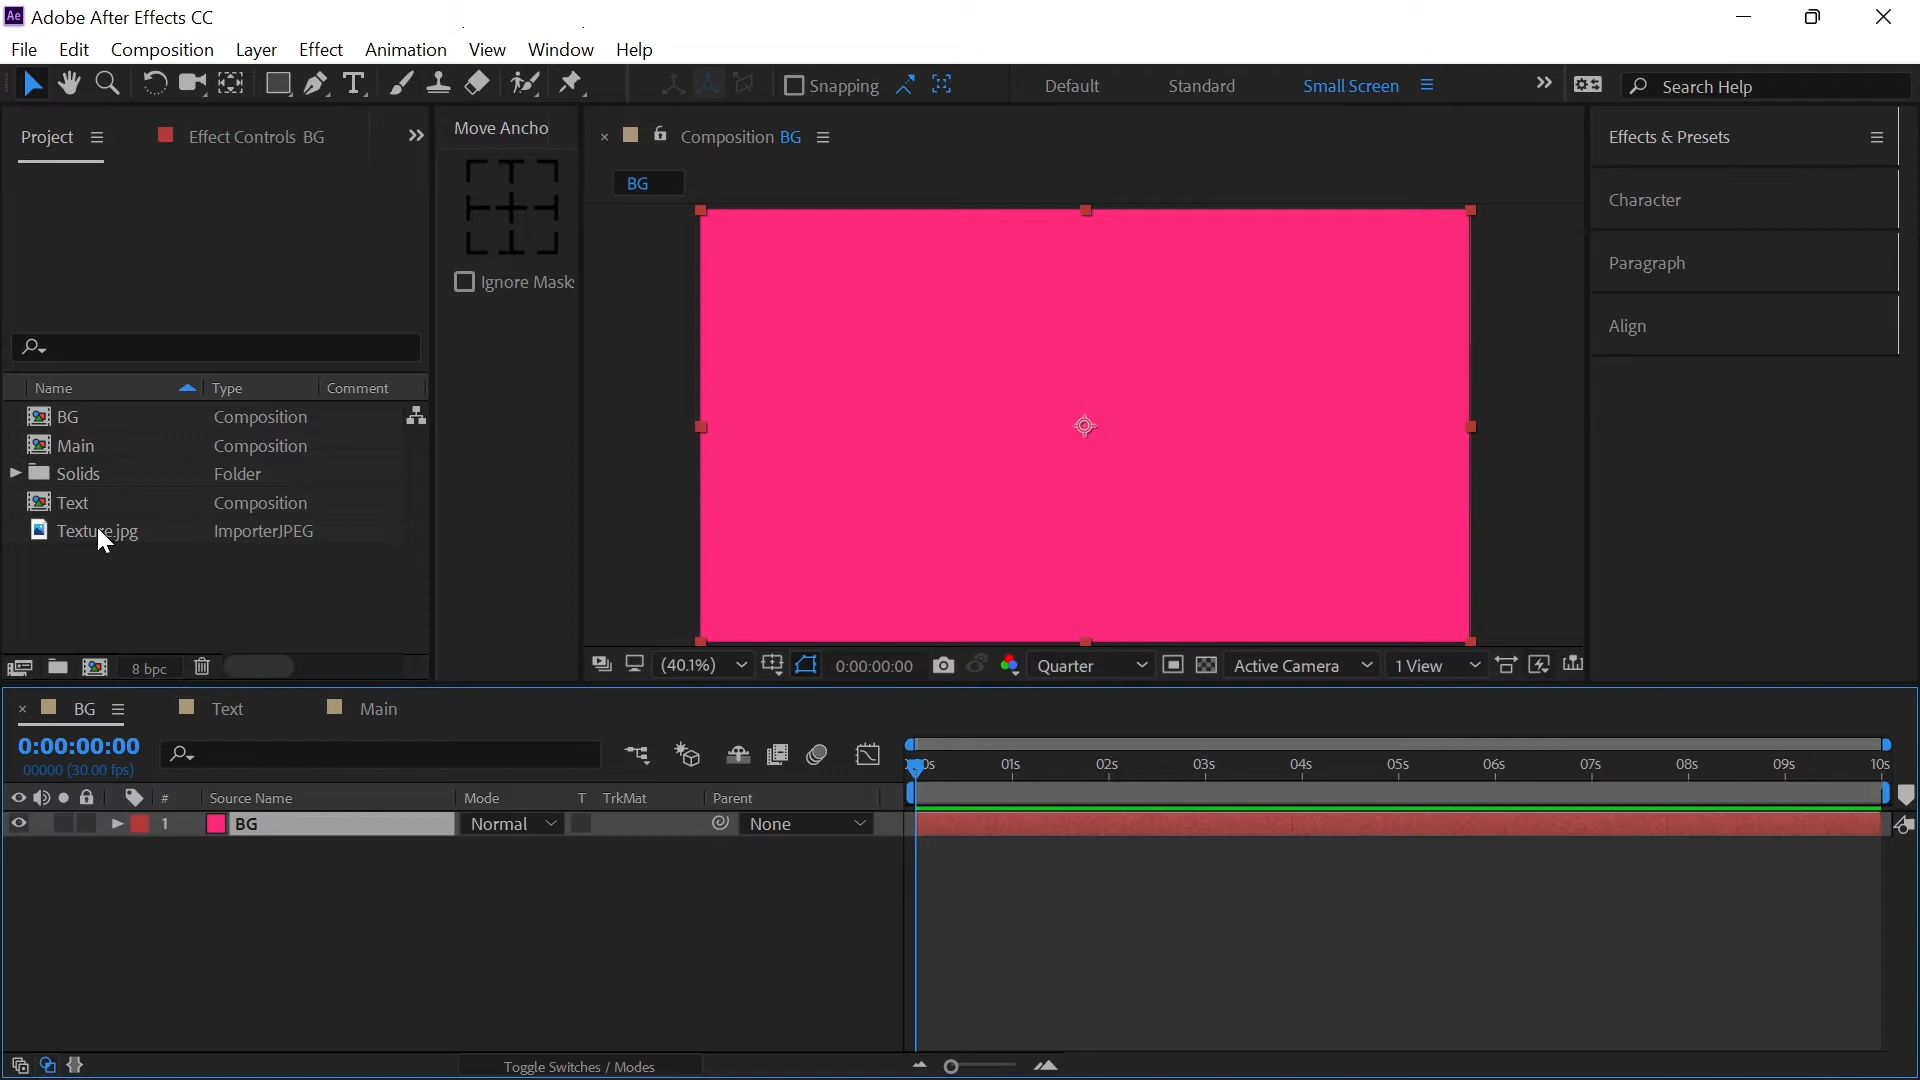 Ae Adobe After Effects CC
File Edit Composition Layer Effect Animation View Window Help
T Snapping Default Standard Small Screen Search Help
Project Effect Controls BG Move Ancho Composition BG Effects & Presets
BG
Character
Paragraph
Ignore Mask
Align
Name Type Comment
BG Composition
Main Composition
Solids Folder
Text Composition
Texture.jpg ImporterJPEG
8 bpc (40.1%) 0:00:00:00 Quarter Active Camera 1 View
BG Text Main
0:00:00:00
00000 (30.00 fps)
01s 02s 03s 04s 05s 06s 07s 08s 09s 10s
# Source Name Mode T TrkMat Parent
1 BG Normal None
Toggle Switches / Modes